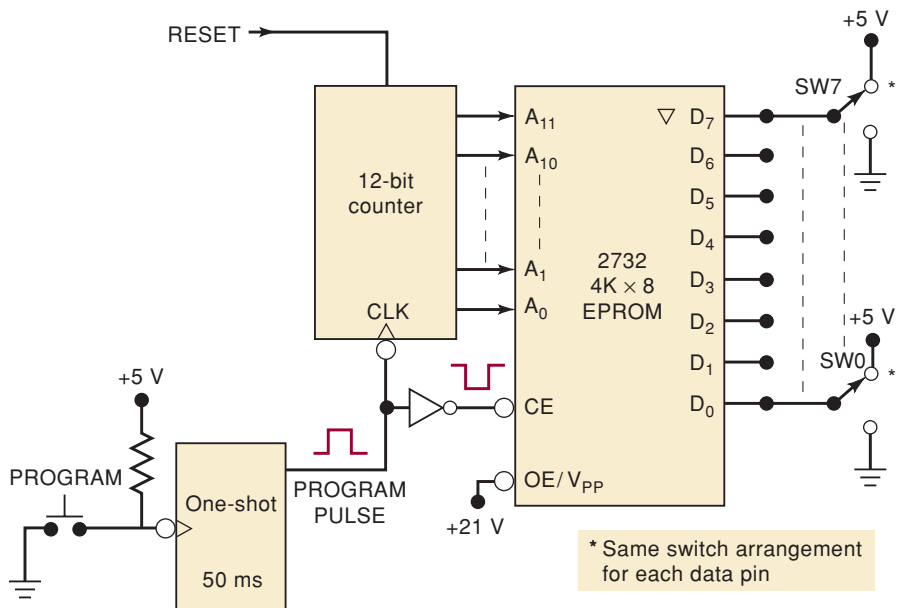 +5 V
RESET
SW7
*
A11
D7
A10
D6
12-bit
counter
D5
D4
2732
4K × 8
EPROM
A1
D3
A0
D2
+5 V
CLK
D1
SW0
*
+5 V
CE
D0
PROGRAM
One-shot
PROGRAM
PULSE
OE/VPP
+21 V
50 ms
* Same switch arrangement
for each data pin